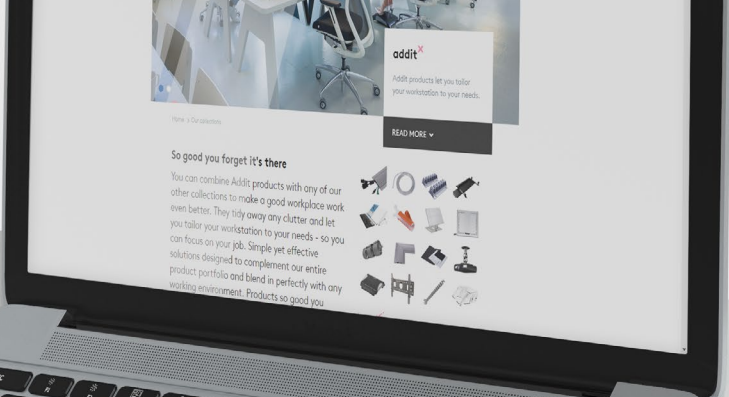 addit×
Addit products let you tailor
your workstation to your needs.
READ MORE
Home > Our collections
So good you forget it's there
You can combine Addit products with any of our
other collections to make a good workplace work
even better. They tidy away any clutter and let
you tailor your workstation to your needs - so you
can focus on your job. Simple yet effective
solutions designed to complement our entire
product portfolio and blend in perfectly with any
working environment. Products so good you